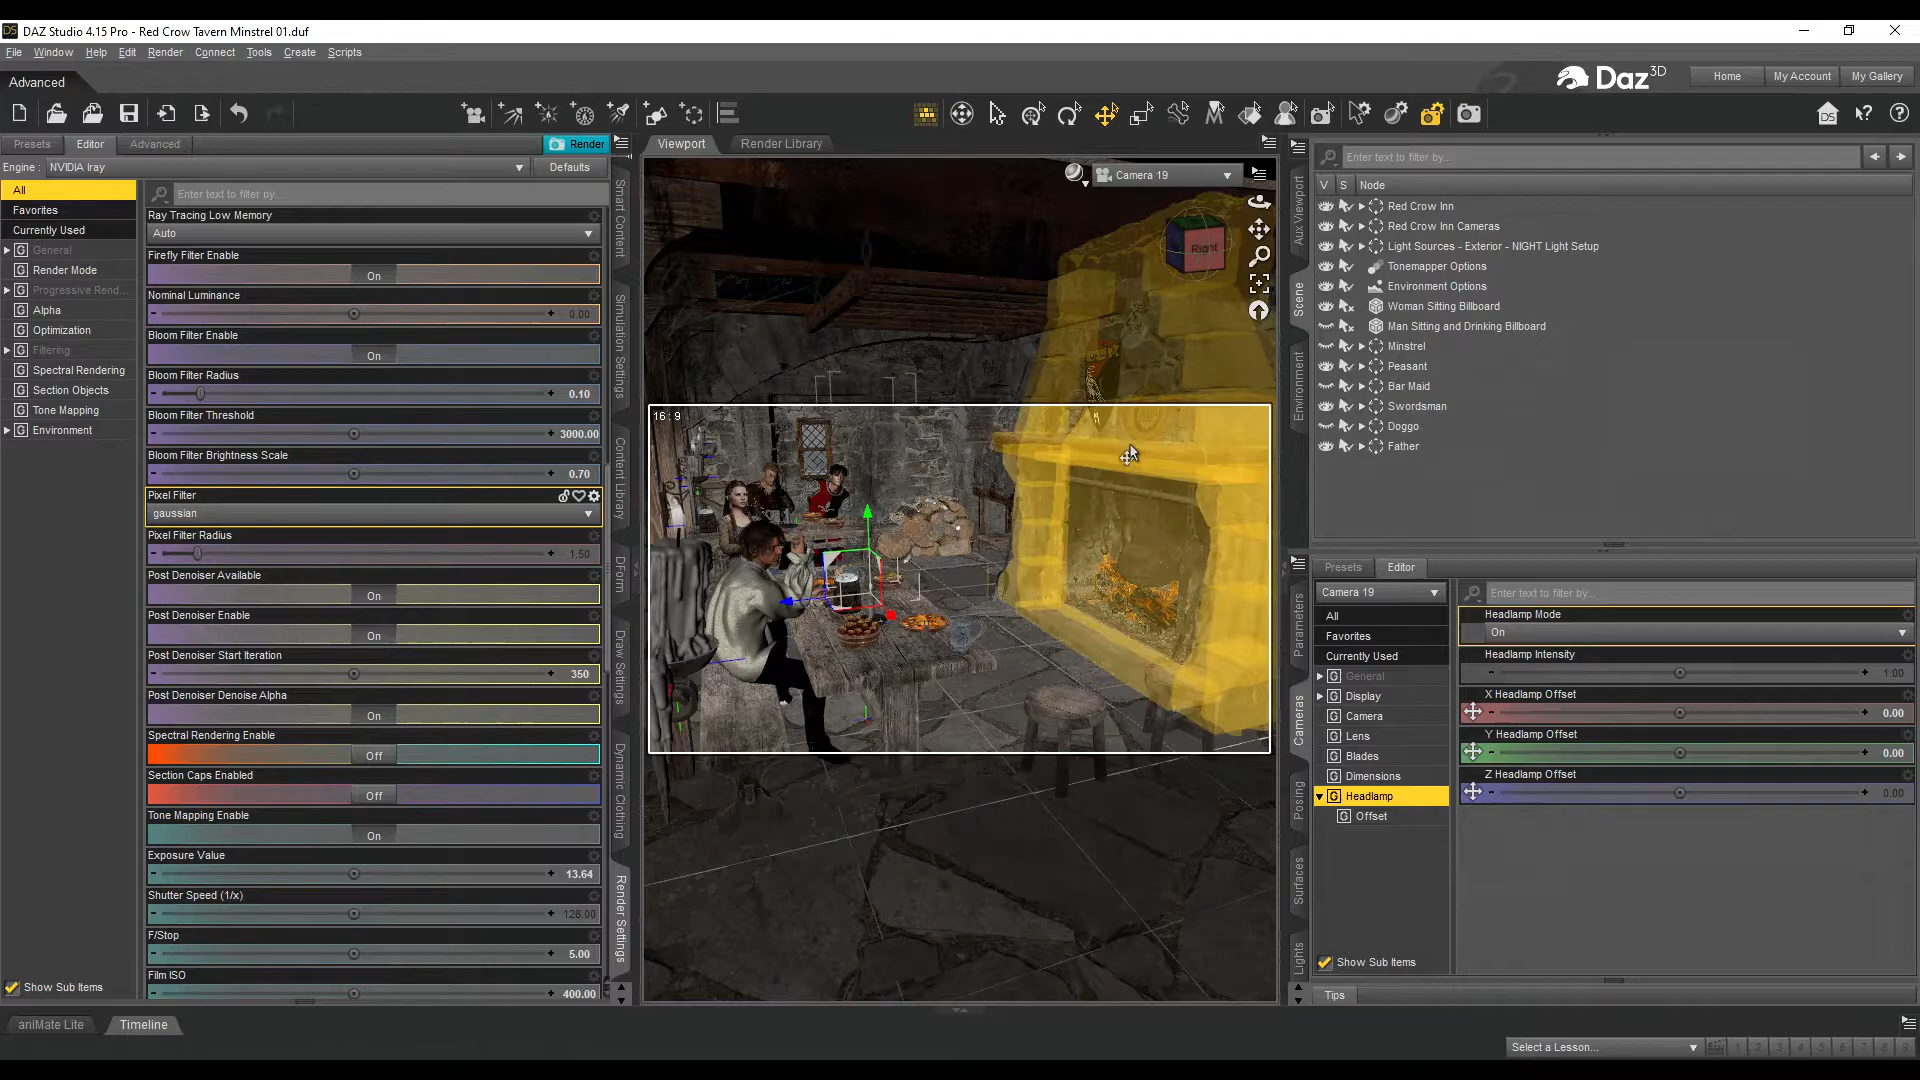 DAZ Studio 4.15 Pro - Red Crow Tavern Minstrel 01.duf
File Window Help Edit Render Connect Tools Create Scripts
Advanced
Daz 3D
Home My Account My Gallery
Presets Editor Advanced Render
Engine : NVIDIA Iray Defaults
All
Favorites
Currently Used
General
Render Mode
Progressive Rend...
Alpha
Optimization
Filtering
Spectral Rendering
Section Objects
Tone Mapping
Environment
Show Sub Items
Enter text to filter by...
Ray Tracing Low Memory
Auto
Firefly Filter Enable
On
Nominal Luminance
0.00
Bloom Filter Enable
On
Bloom Filter Radius
0.10
Bloom Filter Threshold
3000.00
Bloom Filter Brightness Scale
0.70
Pixel Filter
gaussian
Pixel Filter Radius
1.50
Post Denoiser Available
On
Post Denoiser Enable
On
Post Denoiser Start Iteration
350
Post Denoiser Denoise Alpha
On
Spectral Rendering Enable
Off
Section Caps Enabled
Off
Tone Mapping Enable
On
Exposure Value
13.64
Shutter Speed (1/x)
128.00
F/Stop
5.00
Film ISO
400.00
Smart Content
Simulation Settings
Content Library
DForm
Draw Settings
Dynamic Clothing
Render Settings
Viewport Render Library
Camera 19
Right
16 : 9
Aux Viewport
Scene
Environment
Enter text to filter by...
V S Node
Red Crow Inn
Red Crow Inn Cameras
Light Sources - Exterior - NIGHT Light Setup
Tonemapper Options
Environment Options
Woman Sitting Billboard
Man Sitting and Drinking Billboard
Minstrel
Peasant
Bar Maid
Swordsman
Doggo
Father
Parameters
Cameras
Posing
Surfaces
Lights
Presets Editor
Camera 19
All
Favorites
Currently Used
General
Display
Camera
Lens
Blades
Dimensions
Headlamp
Offset
Show Sub Items
Enter text to filter by...
Headlamp Mode
On
Headlamp Intensity
1.00
X Headlamp Offset
0.00
Y Headlamp Offset
0.00
Z Headlamp Offset
0.00
Tips
aniMate Lite Timeline
Select a Lesson... 1 2 3 4 5 6 7 8 9